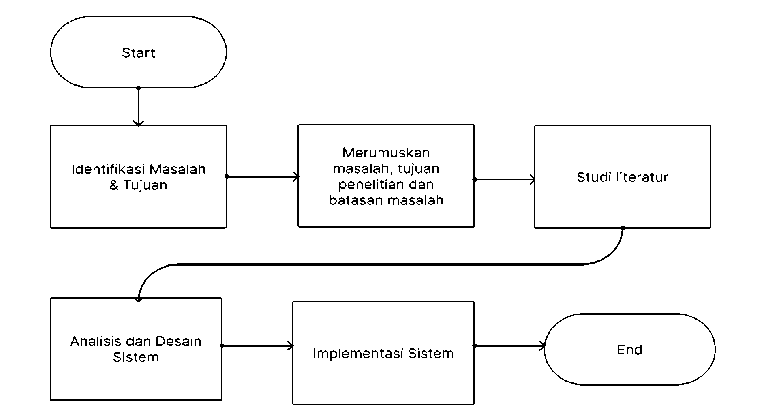 Start
Identifikasi Masalah
& Tujuan
Merumuskan
masalah, tujuan
penelitian dan
batasan masalah
Studi literatur
Analisis dan Desain
Sistem
Implementasi Sistem
End